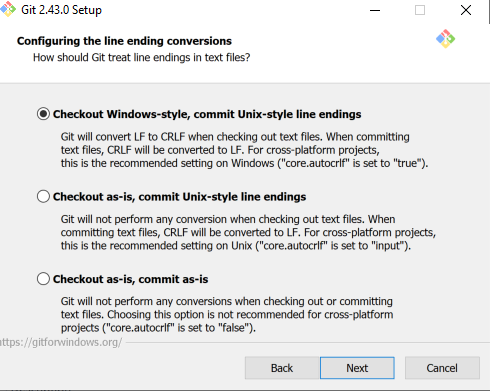 Git 2.43.0 Setup
Configuring the line ending conversions
How should Git treat line endings in text files?
Checkout Windows-style, commit Unix-style line endings
Git will convert LF to CRLF when checking out text files. When committing
text files, CRLF will be converted to LF. For cross-platform projects,
this is the recommended setting on Windows ("core.autocrlf" is set to "true").
Checkout as-is, commit Unix-style line endings
Git will not perform any conversion when checking out text files. When
committing text files, CRLF will be converted to LF. For cross-platform projects,
this is the recommended setting on Unix ("core.autocrlf" is set to "input").
Checkout as-is, commit as-is
Git will not perform any conversions when checking out or committing
text files. Choosing this option is not recommended for cross-platform
projects ("core.autocrlf" is set to "false").
https://gitforwindows.org/
Back Next Cancel